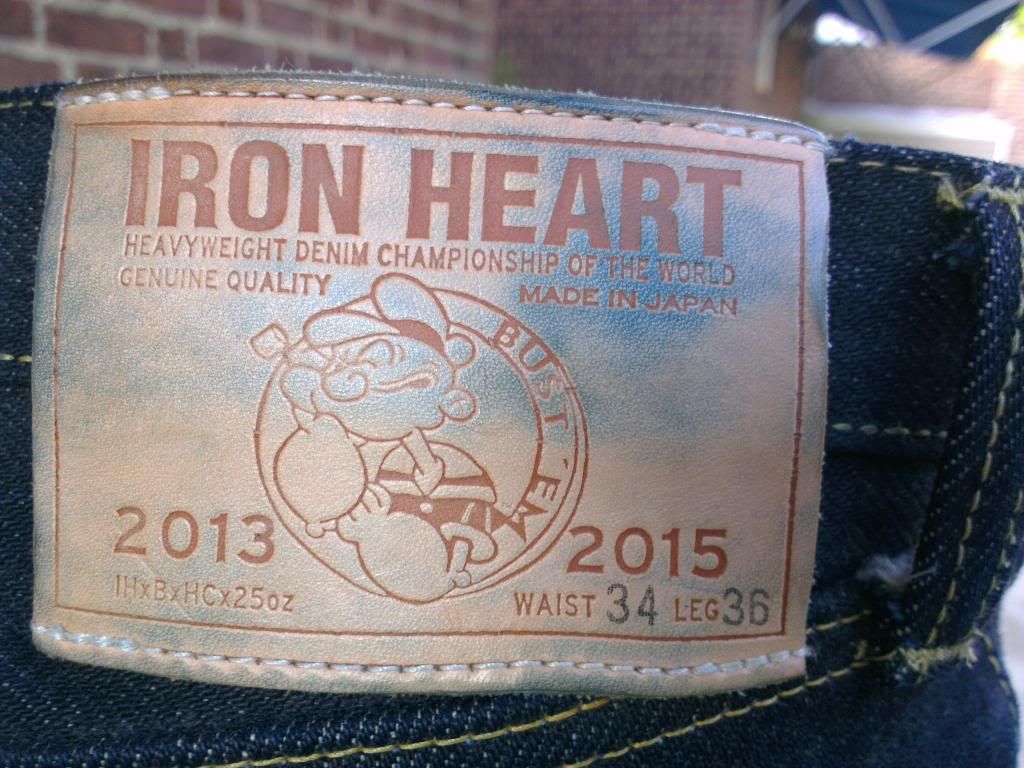 IRON HEART
HEAVYWEIGHT DENIM CHAMPIONSHIP OF THE WORLD
GENUINE QUALITY
MADE IN JAPAN
BUST 'EM
2013
2015
IHxBxHCx25oz
WAIST 34 LEG 36